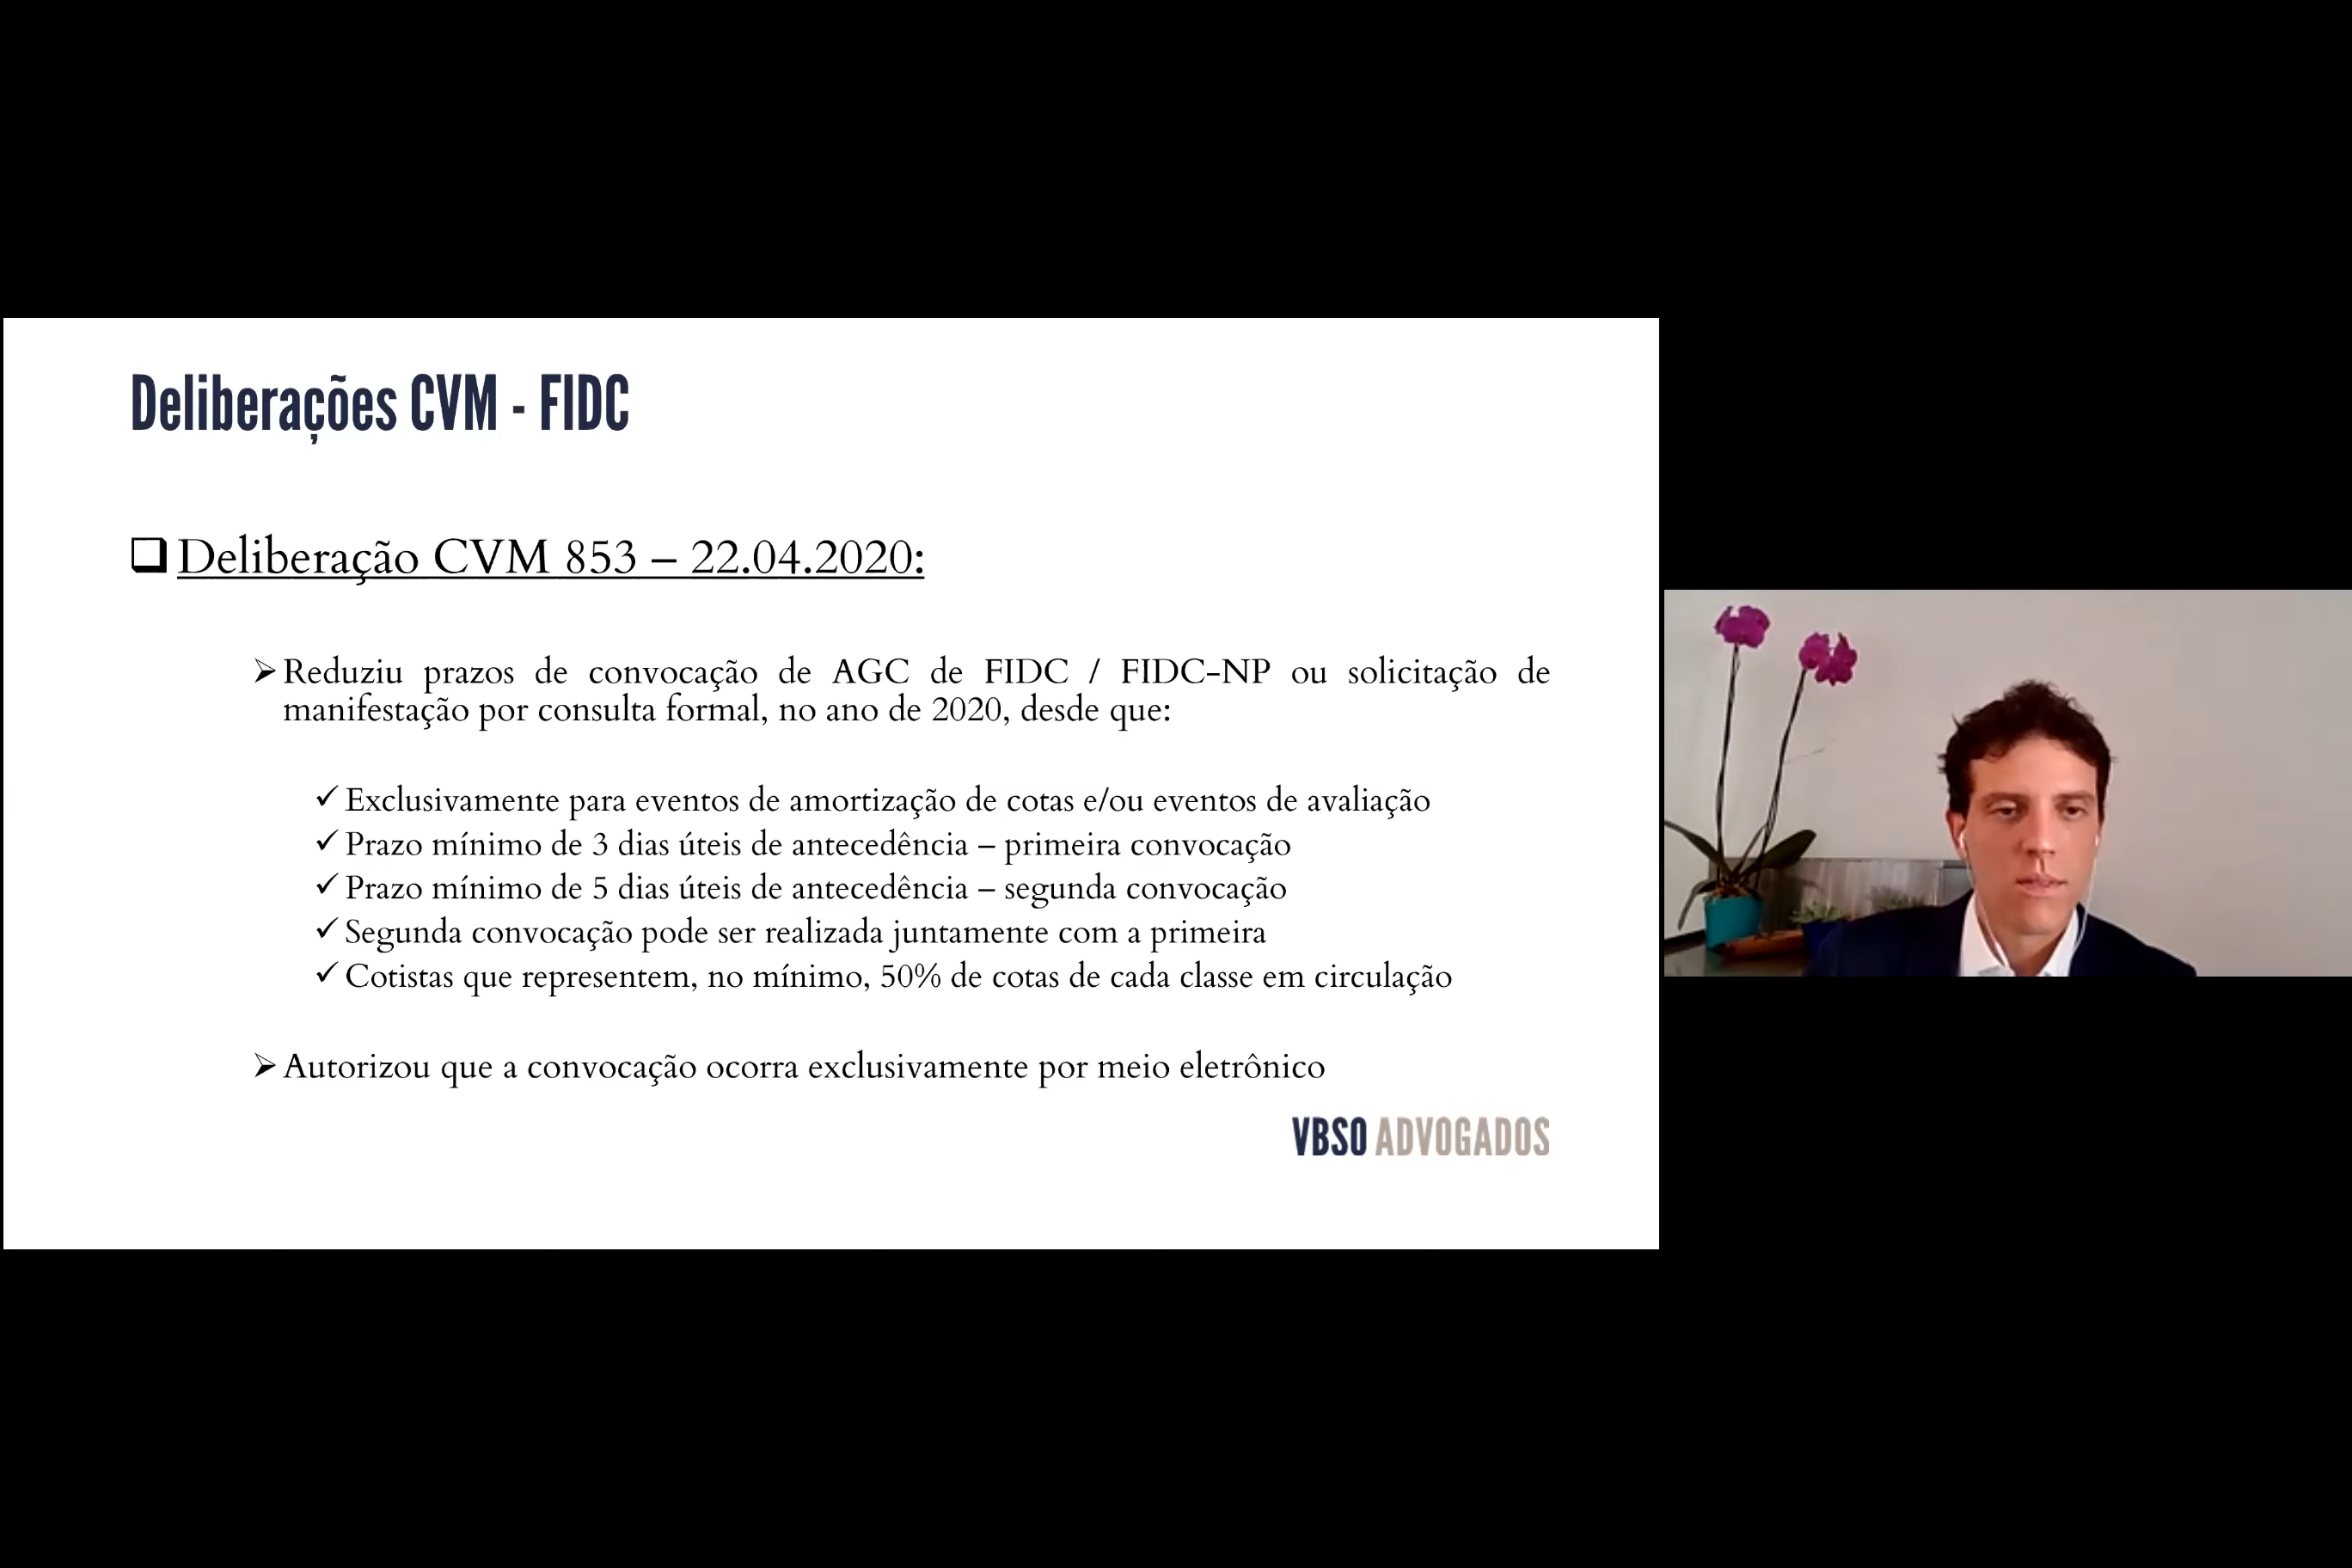 Deliberações CVM - FIDC
Deliberação CVM 853 – 22.04.2020:
Reduziu prazos de convocação de AGC de FIDC / FIDC-NP ou solicitação de
manifestação por consulta formal, no ano de 2020, desde que:
Exclusivamente para eventos de amortização de cotas e/ou eventos de avaliação
Prazo mínimo de 3 dias úteis de antecedência – primeira convocação
Prazo mínimo de 5 dias úteis de antecedência – segunda convocação
Segunda convocação pode ser realizada juntamente com a primeira
Cotistas que representem, no mínimo, 50% de cotas de cada classe em circulação
Autorizou que a convocação ocorra exclusivamente por meio eletrônico
VBSO ADVOGADOS